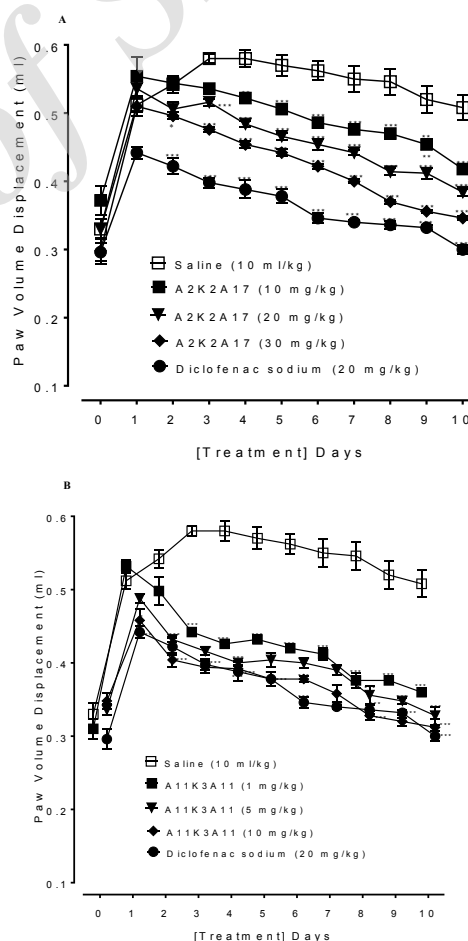 A
0.6
0.5
0.4
0.3
0.2
0.1
Paw Volume Displacement (ml)
Saline (10 ml/kg)
A2K2A17 (10 mg/kg)
A2K2A17 (20 mg/kg)
A2K2A17 (30 mg/kg)
Diclofenac sodium (20 mg/kg)
0 1 2 3 4 5 6 7 8 9 10
[Treatment] Days
B
0.6
0.5
0.4
0.3
0.2
0.1
Paw Volume Displacement (ml)
Saline (10 ml/kg)
A11K3A11 (1 mg/kg)
A11K3A11 (5 mg/kg)
A11K3A11 (10 mg/kg)
Diclofenac sodium (20 mg/kg)
0 1 2 3 4 5 6 7 8 9 10
[Treatment] Days